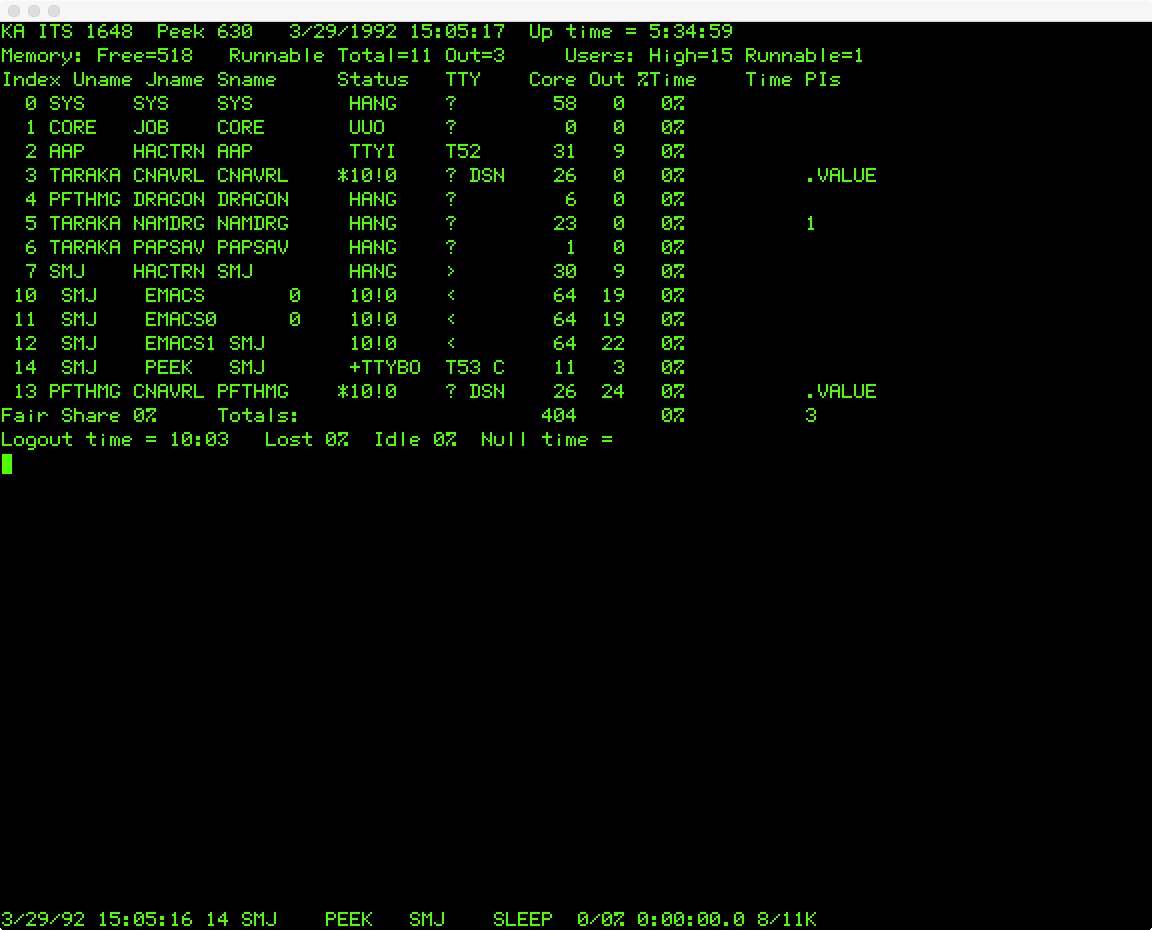 KA ITS 1648  Peek 630   3/29/1992 15:05:17  Up time = 5:34:59
Memory: Free=518   Runnable Total=11 Out=3     Users: High=15 Runnable=1
Index Uname Jname Sname     Status   TTY    Core Out %Time    Time PIs
  0 SYS    SYS    SYS        HANG    ?        58   0   0%
  1 CORE   JOB    CORE       UUO     ?         0   0   0%
  2 AAP    HACTRN AAP        TTYI    T52      31   9   0%
  3 TARAKA CNAVRL CNAVRL    *10!0    ? DSN    26   0   0%          .VALUE
  4 PFTHMG DRAGON DRAGON     HANG    ?         6   0   0%
  5 TARAKA NAMDRG NAMDRG     HANG    ?        23   0   0%          1
  6 TARAKA PAPSAV PAPSAV     HANG    ?         1   0   0%
  7 SMJ    HACTRN SMJ        HANG    >        30   9   0%
 10  SMJ    EMACS       0    10!0    <        64  19   0%
 11  SMJ    EMACS0      0    10!0    <        64  19   0%
 12  SMJ    EMACS1 SMJ       10!0    <        64  22   0%
 14  SMJ    PEEK   SMJ       +TTYBO  T53 C    11   3   0%
 13 PFTHMG CNAVRL PFTHMG    *10!0    ? DSN    26  24   0%          .VALUE
Fair Share 0%     Totals:                    404       0%          3
Logout time = 10:03   Lost 0%  Idle 0%  Null time =
3/29/92 15:05:16 14 SMJ    PEEK   SMJ    SLEEP  0/0% 0:00:00.0 8/11K